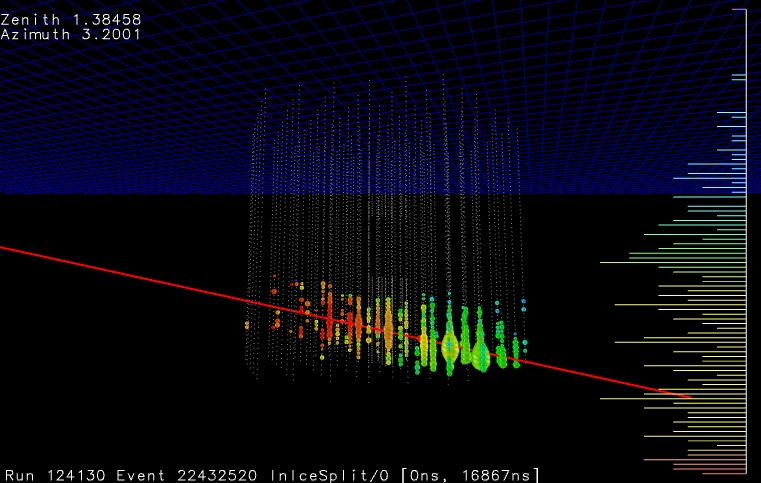 Zenith 1.38458
Azimuth 3.2001
Run 124130 Event 22432520 InIceSplit/0 [0ns, 16867ns]